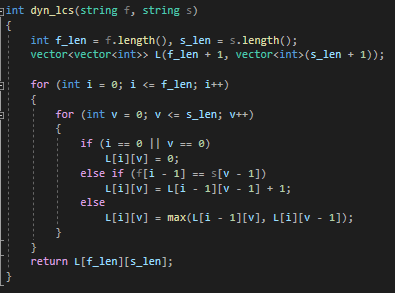 int dyn_lcs(string f, string s)
{
    int f_len = f.length(), s_len = s.length();
    vector<vector<int>> L(f_len + 1, vector<int>(s_len + 1));
    for (int i = 0; i <= f_len; i++)
    {
        for (int v = 0; v <= s_len; v++)
        {
            if (i == 0 || v == 0)
                L[i][v] = 0;
            else if (f[i - 1] == s[v - 1])
                L[i][v] = L[i - 1][v - 1] + 1;
            else
                L[i][v] = max(L[i - 1][v], L[i][v - 1]);
        }
    }
    return L[f_len][s_len];
}